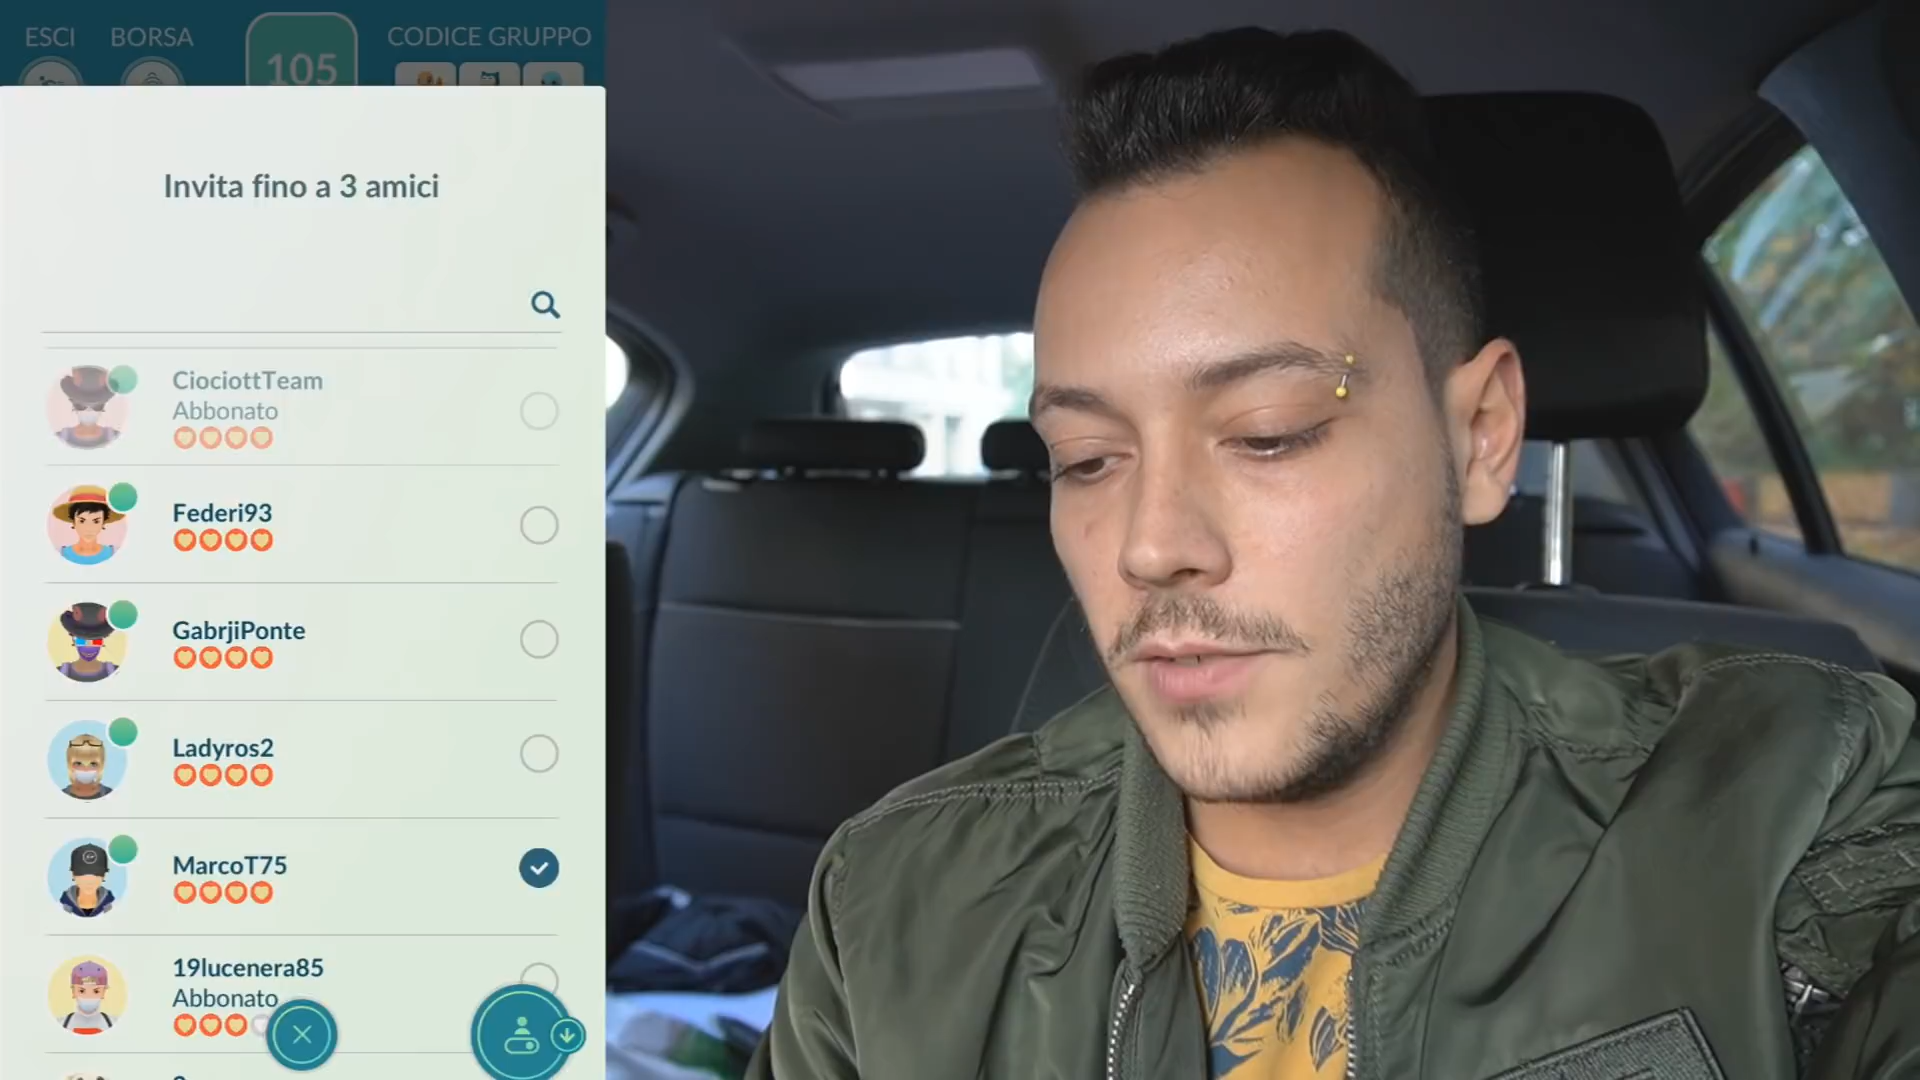 ESCI
BORSA
105
CODICE GRUPPO
Invita fino a 3 amici
CiociottTeam
Abbonato
Federi93
GabrjiPonte
Ladyros2
MarcoT75
19lucenera85
Abbonato